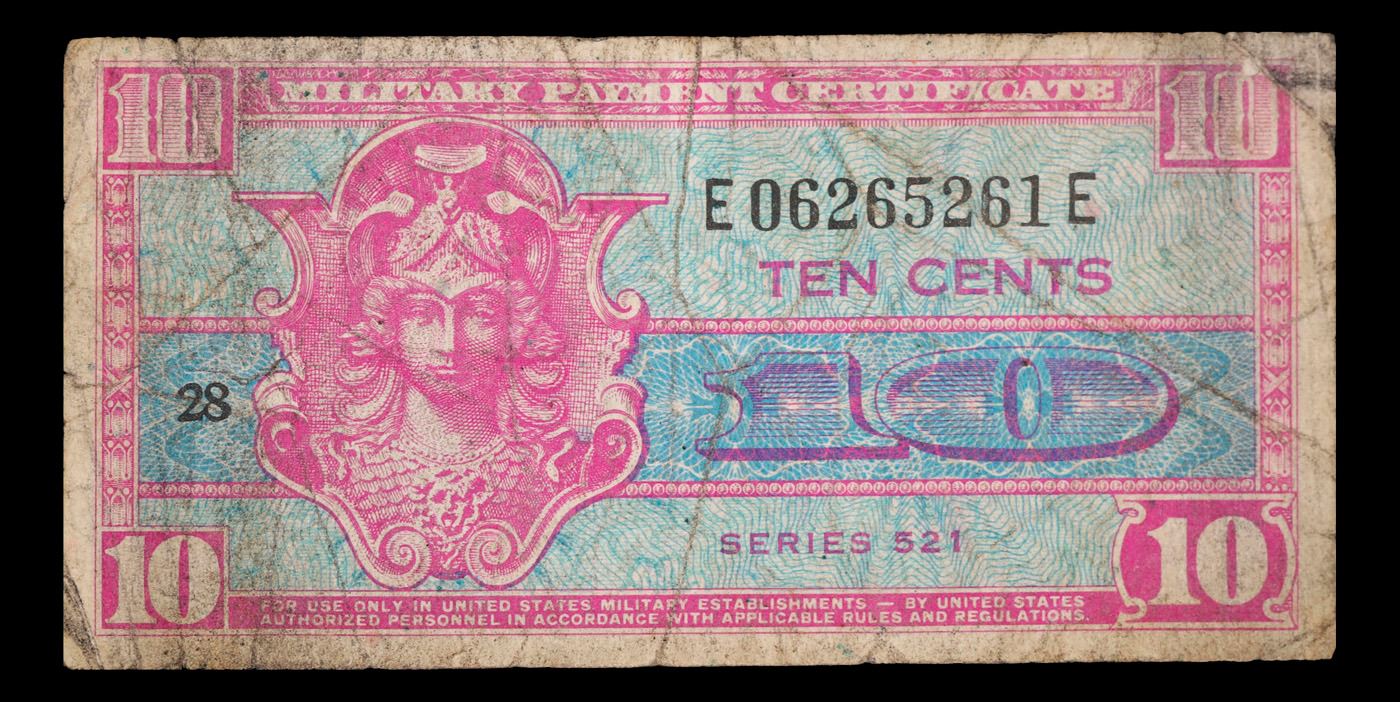 10 MILITARY PAYMENT CERTIFICATE 10
E06265261E
TEN CENTS
28
10
SERIES 521
10
10
FOR USE ONLY IN UNITED STATES MILITARY ESTABLISHMENTS — BY UNITED STATES
AUTHORIZED PERSONNEL IN ACCORDANCE WITH APPLICABLE RULES AND REGULATIONS.